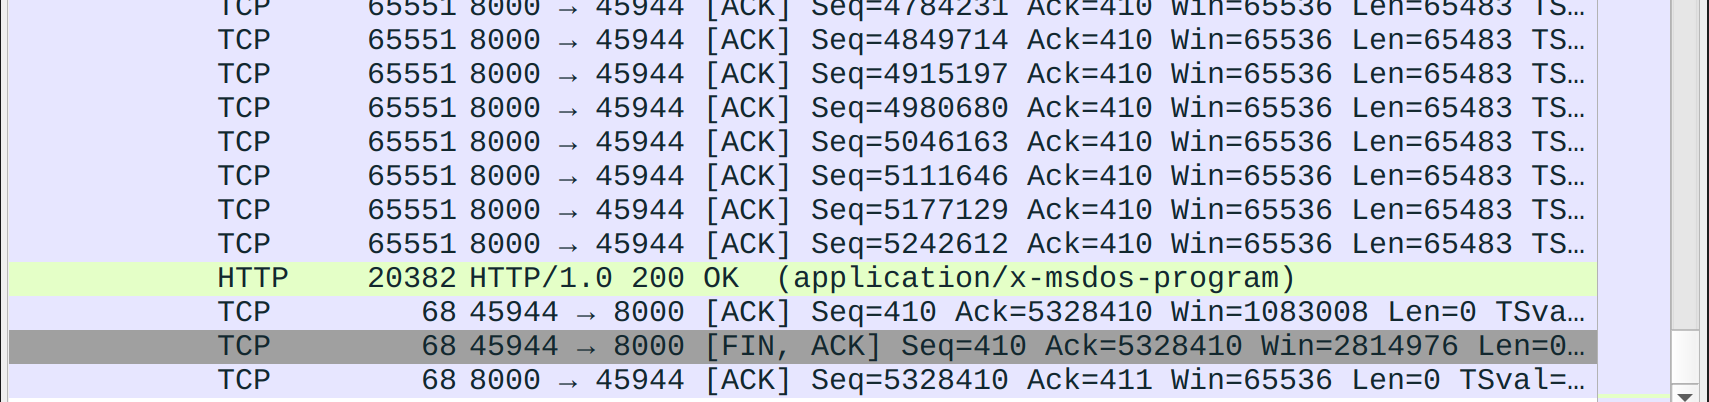 TCP 65551 8000 → 45944 [ACK] Seq=4784231 Ack=410 Win=65536 Len=65483 TS…
TCP 65551 8000 → 45944 [ACK] Seq=4849714 Ack=410 Win=65536 Len=65483 TS…
TCP 65551 8000 → 45944 [ACK] Seq=4915197 Ack=410 Win=65536 Len=65483 TS…
TCP 65551 8000 → 45944 [ACK] Seq=4980680 Ack=410 Win=65536 Len=65483 TS…
TCP 65551 8000 → 45944 [ACK] Seq=5046163 Ack=410 Win=65536 Len=65483 TS…
TCP 65551 8000 → 45944 [ACK] Seq=5111646 Ack=410 Win=65536 Len=65483 TS…
TCP 65551 8000 → 45944 [ACK] Seq=5177129 Ack=410 Win=65536 Len=65483 TS…
TCP 65551 8000 → 45944 [ACK] Seq=5242612 Ack=410 Win=65536 Len=65483 TS…
HTTP 20382 HTTP/1.0 200 OK (application/x-msdos-program)
TCP 68 45944 → 8000 [ACK] Seq=410 Ack=5328410 Win=1083008 Len=0 TSva…
TCP 68 45944 → 8000 [FIN, ACK] Seq=410 Ack=5328410 Win=2814976 Len=0…
TCP 68 8000 → 45944 [ACK] Seq=5328410 Ack=411 Win=65536 Len=0 TSval=…